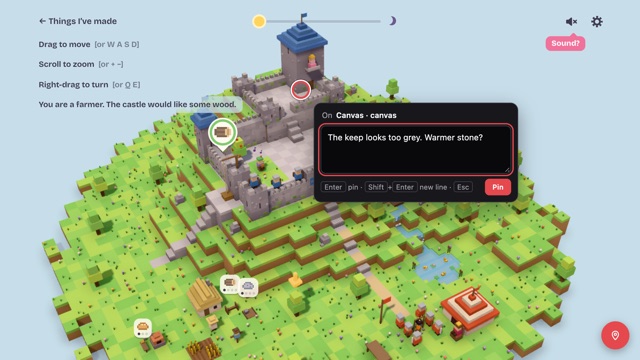 ← Things I've made
Sound?
Drag to move [or W A S D]
Scroll to zoom [or + −]
Right-drag to turn [or Q E]
You are a farmer. The castle would like some wood.
On Canvas · canvas
The keep looks too grey. Warmer stone?
Enter pin · Shift + Enter new line · Esc
Pin